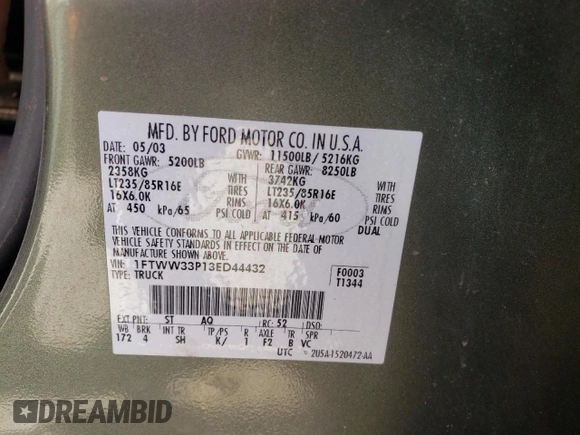 MFD. BY FORD MOTOR CO. IN U.S.A.
DATE: 05/03 GVWR: 11500LB/ 5216KG
FRONT GAWR: 5200LB REAR GAWR: 8250LB
2358KG WITH 3742KG WITH
LT235/85R16E TIRES LT235/85R16E TIRES
16X6.0K RIMS 16X6.0K RIMS
AT 450 kPa/65 PSI COLD AT 415 kPa/60 PSI COLD
DUAL
THIS VEHICLE CONFORMS TO ALL APPLICABLE FEDERAL MOTOR
VEHICLE SAFETY STANDARDS IN EFFECT ON THE DATE OF
MANUFACTURE SHOWN ABOVE.
VIN: 1FTWW33P13ED44432 F0003
TYPE: TRUCK T1344
EXT PNT: ST AQ RC: 52 DSO:
WB BRK INT TR TP/PS R AXLE TR SPR
172 4 SH K/ 1 F2 B VC
UTC 2U5A-1520472-AA
DREAMBID